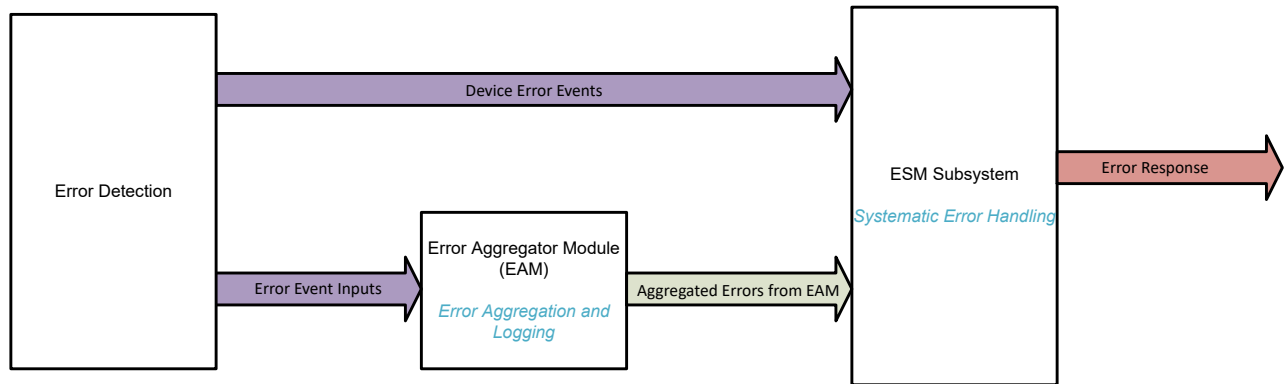 Device Error Events
Error Detection
ESM Subsystem
Systematic Error Handling
Error Response
Error Event Inputs
Error Aggregator Module
(EAM)
Error Aggregation and
Logging
Aggregated Errors from EAM